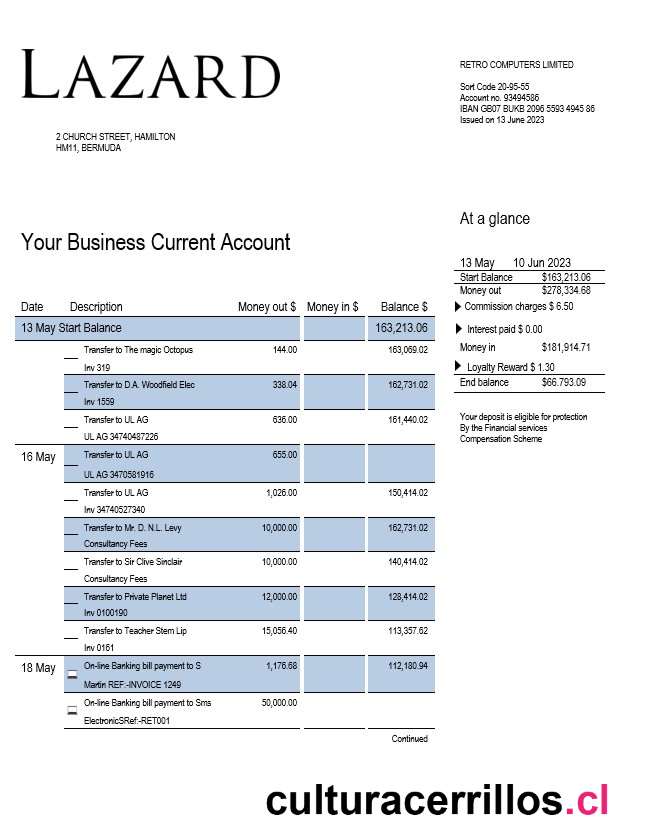 LAZARD
RETRO COMPUTERS LIMITED
Sort Code 20-95-55
Account no. 93494586
IBAN GB07 BUKB 2096 5593 4945 86
Issued on 13 June 2023
2 CHURCH STREET, HAMILTON
HM11, BERMUDA
At a glance
Your Business Current Account
13 May 10 Jun 2023
Start Balance $163,213.06
Money out $278,334.68
Commission charges $ 6.50
Interest paid $ 0.00
Money in $181,914.71
Loyalty Reward $ 1.30
End balance $66.793.09
Your deposit is eligible for protection
By the Financial services
Compensation Scheme
Date Description Money out $ Money in $ Balance $
13 May Start Balance 163,213.06
Transfer to The magic Octopus 144.00 163,069.02
Inv 319
Transfer to D.A. Woodfield Elec 338.04 162,731.02
Inv 1559
Transfer to UL AG 636.00 161,440.02
UL AG 34740487226
16 May Transfer to UL AG 655.00
UL AG 3470581916
Transfer to UL AG 1,026.00 150,414.02
Inv 34740527340
Transfer to Mr. D. N.L. Levy 10,000.00 162,731.02
Consultancy Fees
Transfer to Sir Clive Sinclair 10,000.00 140,414.02
Consultancy Fees
Transfer to Private Planet Ltd 12,000.00 128,414.02
Inv 0100190
Transfer to Teacher Stern Lip 15,056.40 113,357.62
Inv 0161
18 May On-line Banking bill payment to S 1,176.68 112,180.94
Martin REF:-INVOICE 1249
On-line Banking bill payment to Sms 50,000.00
ElectronicSRef:-RET001
Continued
culturacerrillos.cl